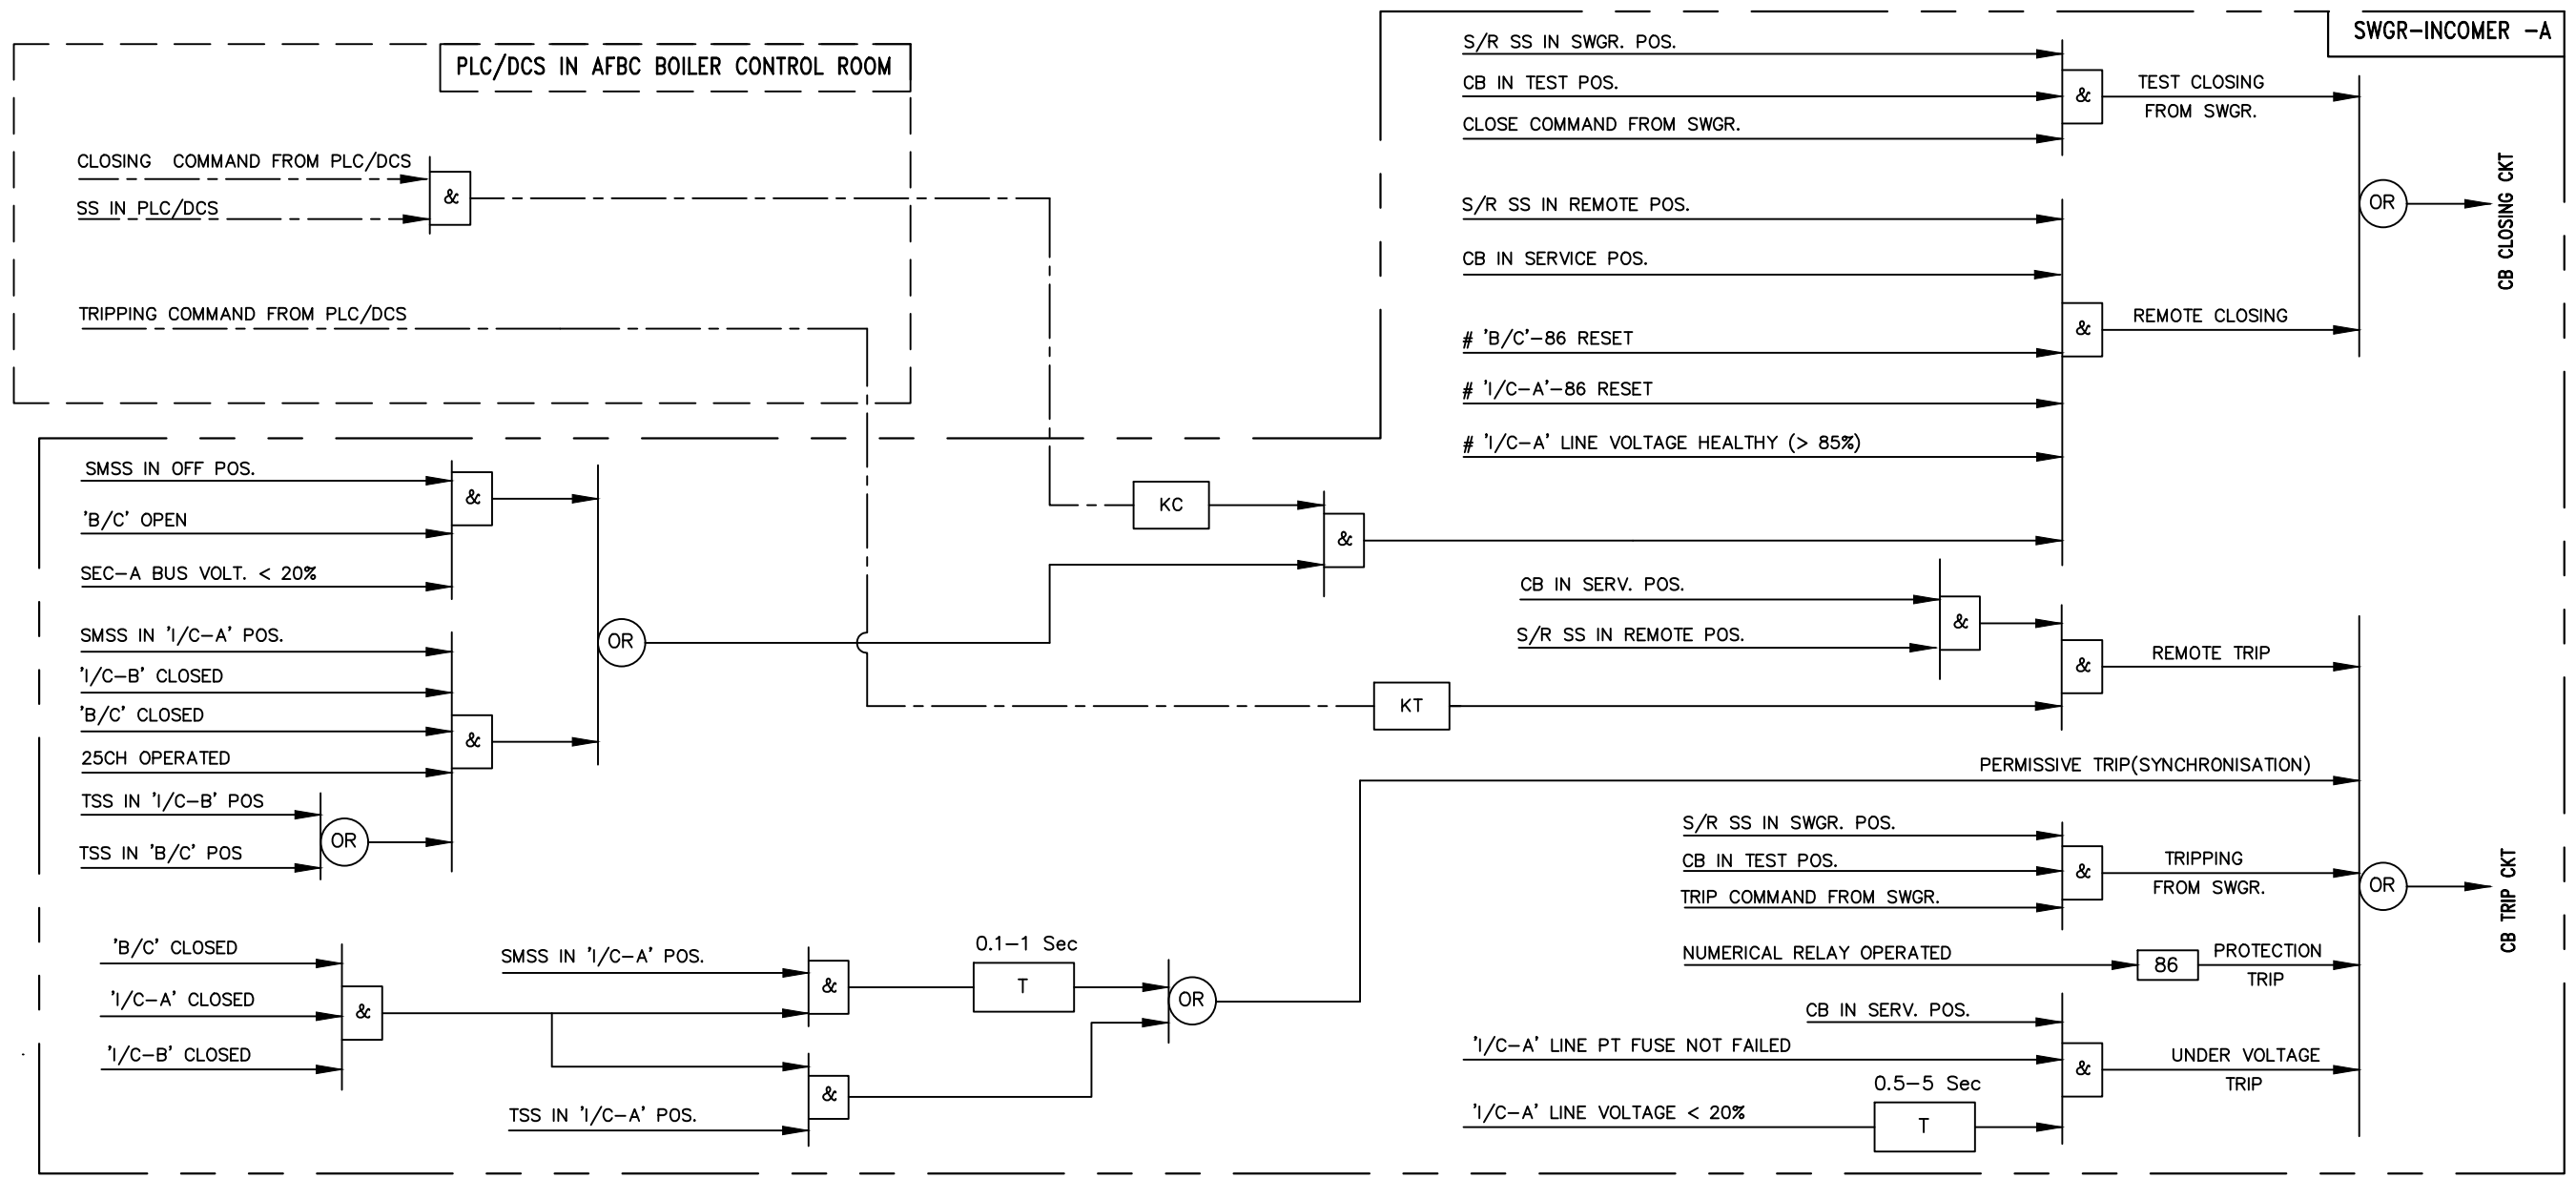 SWGR-INCOMER -A
PLC/DCS IN AFBC BOILER CONTROL ROOM
CLOSING COMMAND FROM PLC/DCS
SS IN PLC/DCS
&
TRIPPING COMMAND FROM PLC/DCS
S/R SS IN SWGR. POS.
CB IN TEST POS.
CLOSE COMMAND FROM SWGR.
&
TEST CLOSING
FROM SWGR.
S/R SS IN REMOTE POS.
CB IN SERVICE POS.
# 'B/C'-86 RESET
# 'I/C-A'-86 RESET
# 'I/C-A' LINE VOLTAGE HEALTHY (> 85%)
&
REMOTE CLOSING
OR
CB CLOSING CKT
SMSS IN OFF POS.
'B/C' OPEN
SEC-A BUS VOLT. < 20%
&
SMSS IN 'I/C-A' POS.
'I/C-B' CLOSED
'B/C' CLOSED
25CH OPERATED
&
TSS IN 'I/C-B' POS
TSS IN 'B/C' POS
OR
OR
KC
&
CB IN SERV. POS.
S/R SS IN REMOTE POS.
&
KT
&
REMOTE TRIP
PERMISSIVE TRIP(SYNCHRONISATION)
S/R SS IN SWGR. POS.
CB IN TEST POS.
TRIP COMMAND FROM SWGR.
&
TRIPPING
FROM SWGR.
OR
CB TRIP CKT
NUMERICAL RELAY OPERATED
86
PROTECTION
TRIP
'B/C' CLOSED
'I/C-A' CLOSED
'I/C-B' CLOSED
&
SMSS IN 'I/C-A' POS.
&
0.1-1 Sec
T
OR
TSS IN 'I/C-A' POS.
&
CB IN SERV. POS.
'I/C-A' LINE PT FUSE NOT FAILED
0.5-5 Sec
'I/C-A' LINE VOLTAGE < 20%
T
&
UNDER VOLTAGE
TRIP